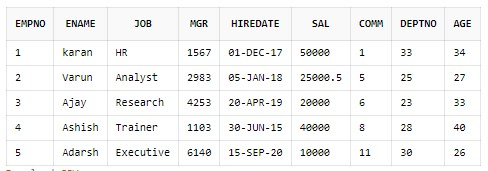 EMPNO ENAME JOB MGR HIREDATE SAL COMM DEPTNO AGE
1 karan HR 1567 01-DEC-17 50000 1 33 34
2 Varun Analyst 2983 05-JAN-18 25000.5 5 25 27
3 Ajay Research 4253 20-APR-19 20000 6 23 33
4 Ashish Trainer 1103 30-JUN-15 40000 8 28 40
5 Adarsh Executive 6140 15-SEP-20 10000 11 30 26